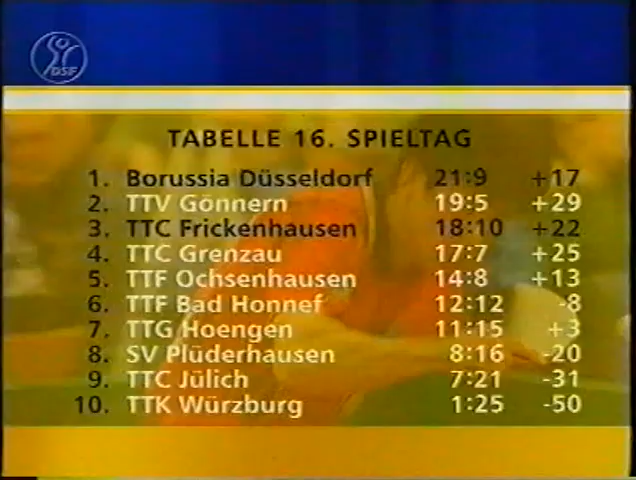 DSF
TABELLE 16. SPIELTAG
1. Borussia Düsseldorf 21:9 +17
2. TTV Gönnern 19:5 +29
3. TTC Frickenhausen 18:10 +22
4. TTC Grenzau 17:7 +25
5. TTF Ochsenhausen 14:8 +13
6. TTF Bad Honnef 12:12 -8
7. TTG Hoengen 11:15 +3
8. SV Plüderhausen 8:16 -20
9. TTC Jülich 7:21 -31
10. TTK Würzburg 1:25 -50